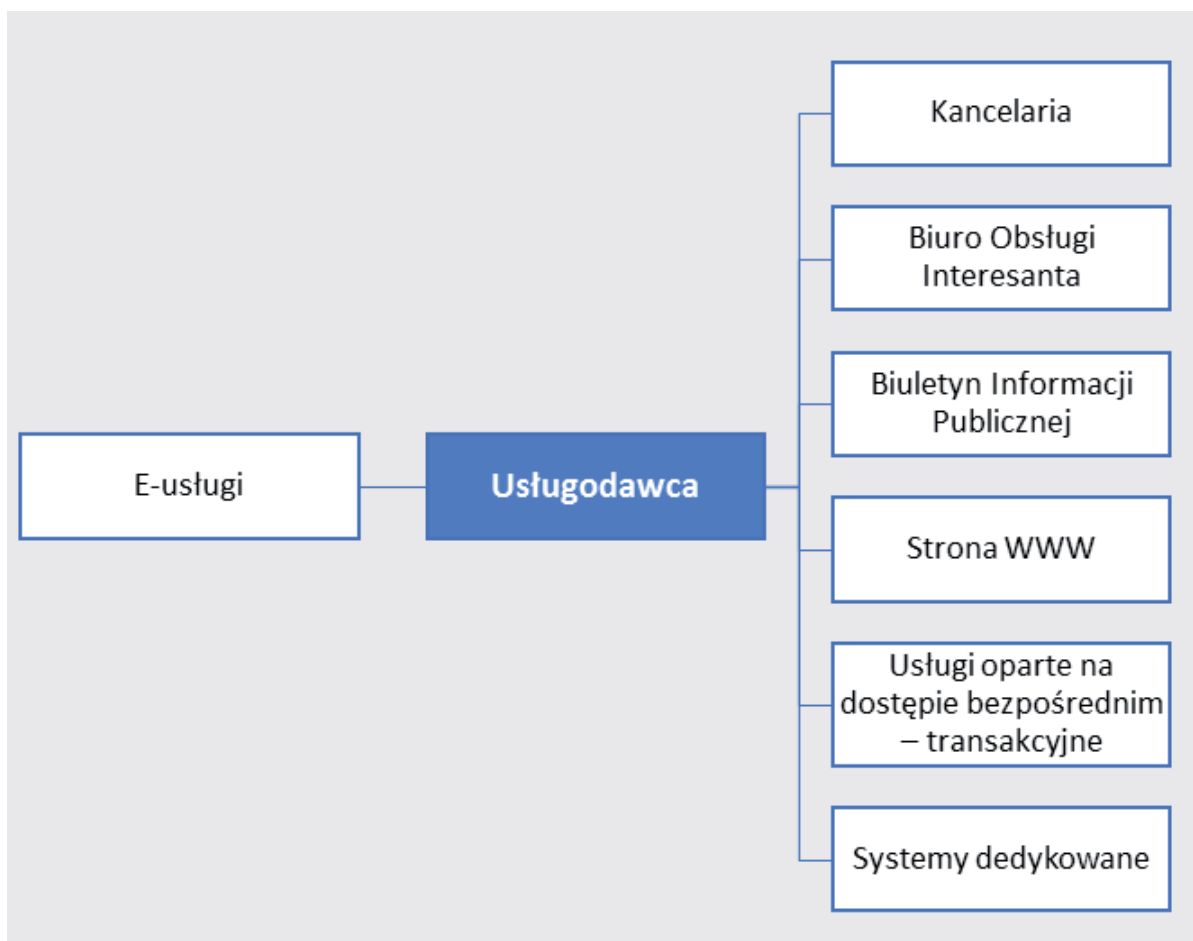 Kancelaria
Biuro Obsługi
Interesanta
Biuletyn Informacji
Publicznej
E-usługi
Usługodawca
Strona WWW
Usługi oparte na
dostępie bezpośrednim
– transakcyjne
Systemy dedykowane